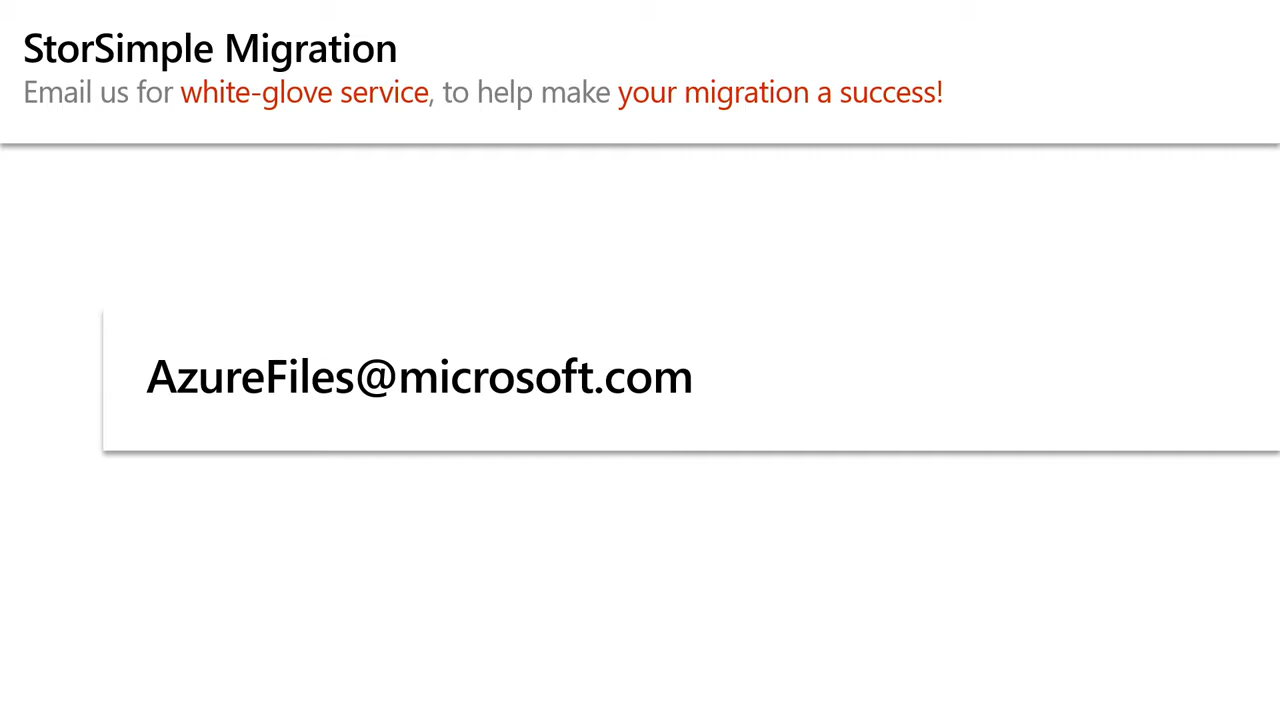 StorSimple Migration
Email us for white-glove service, to help make your migration a success!
AzureFiles@microsoft.com